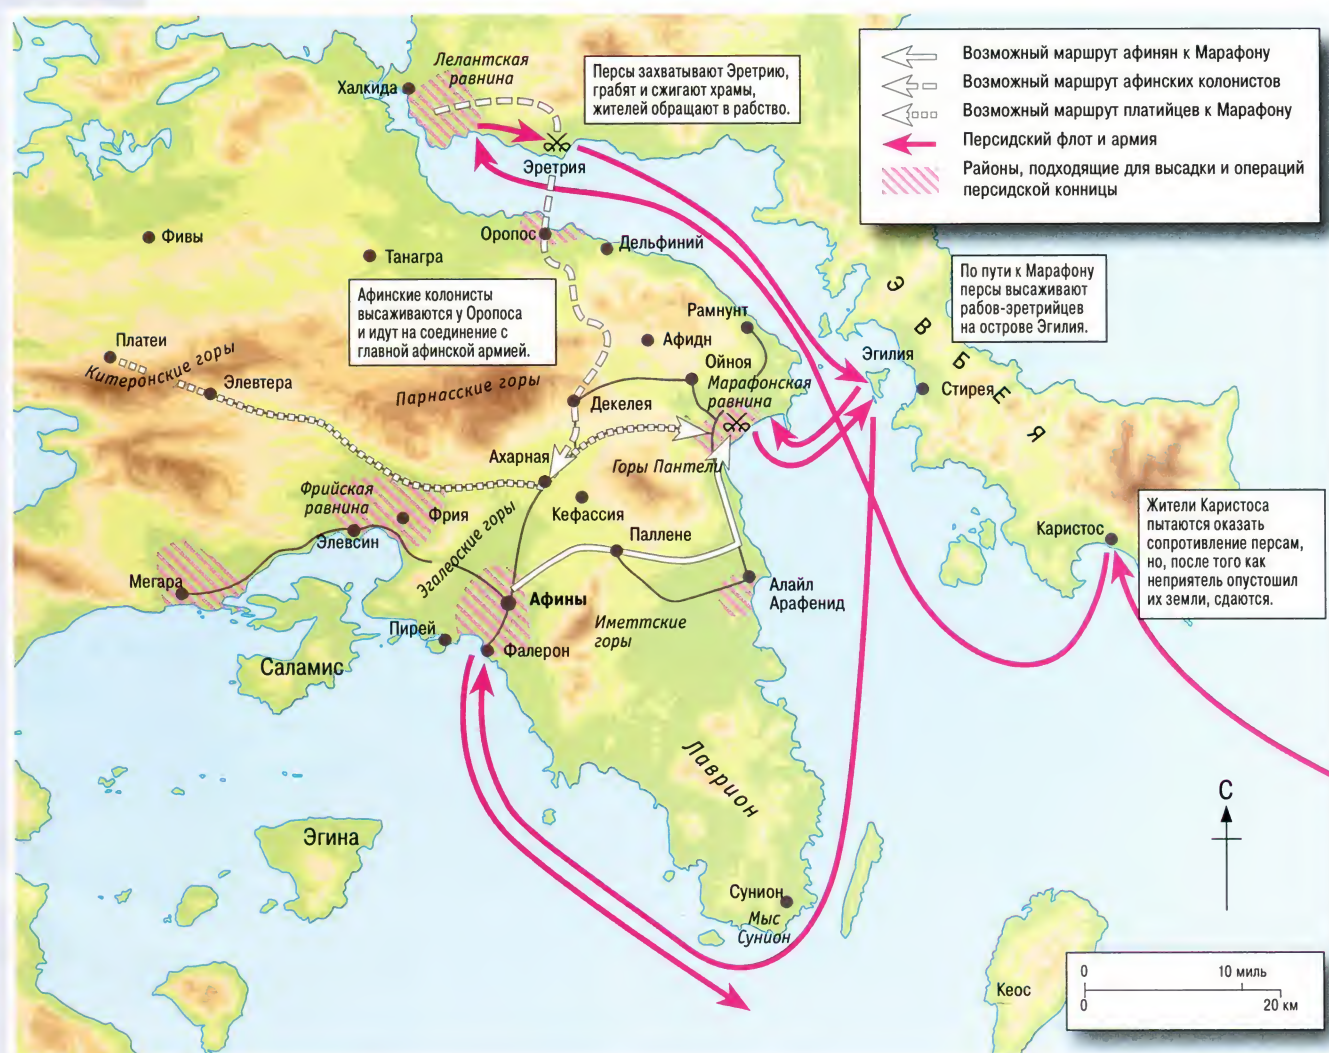 Возможный маршрут афинян к Марафону
Возможный маршрут афинских колонистов
Возможный маршрут платийцев к Марафону
Персидский флот и армия
Районы, подходящие для высадки и операций
персидской конницы
Лелантская
равнина
Халкида
Персы захватывают Эретрию,
грабят и сжигают храмы,
жителей обращают в рабство.
Эретрия
Фивы
Танагра
Оропос
Дельфиний
Афинские колонисты
высаживаются у Оропоса
и идут на соединение с
главной афинской армией.
По пути к Марафону
персы высаживают
рабов-эретрийцев
на острове Эгилия.
ЭВБЕЯ
Рамнунт
Афидн
Ойноя
Марафонская
равнина
Эгилия
Стирея
Платеи
Китеронские горы
Элевтера
Парнасские горы
Декелея
Ахарная
Горы Пантели
Фрийская
равнина
Фрия
Элевсин
Кефассия
Эгалерские горы
Паллене
Мегара
Афины
Алайл
Арафенид
Пирей
Фалерон
Иметтские
горы
Саламис
Каристос
Жители Каристоса
пытаются оказать
сопротивление персам,
но, после того как
неприятель опустошил
их земли, сдаются.
Лаврион
Эгина
Сунион
Мыс
Сунион
С
Кеос
0 10 миль
0 20 км